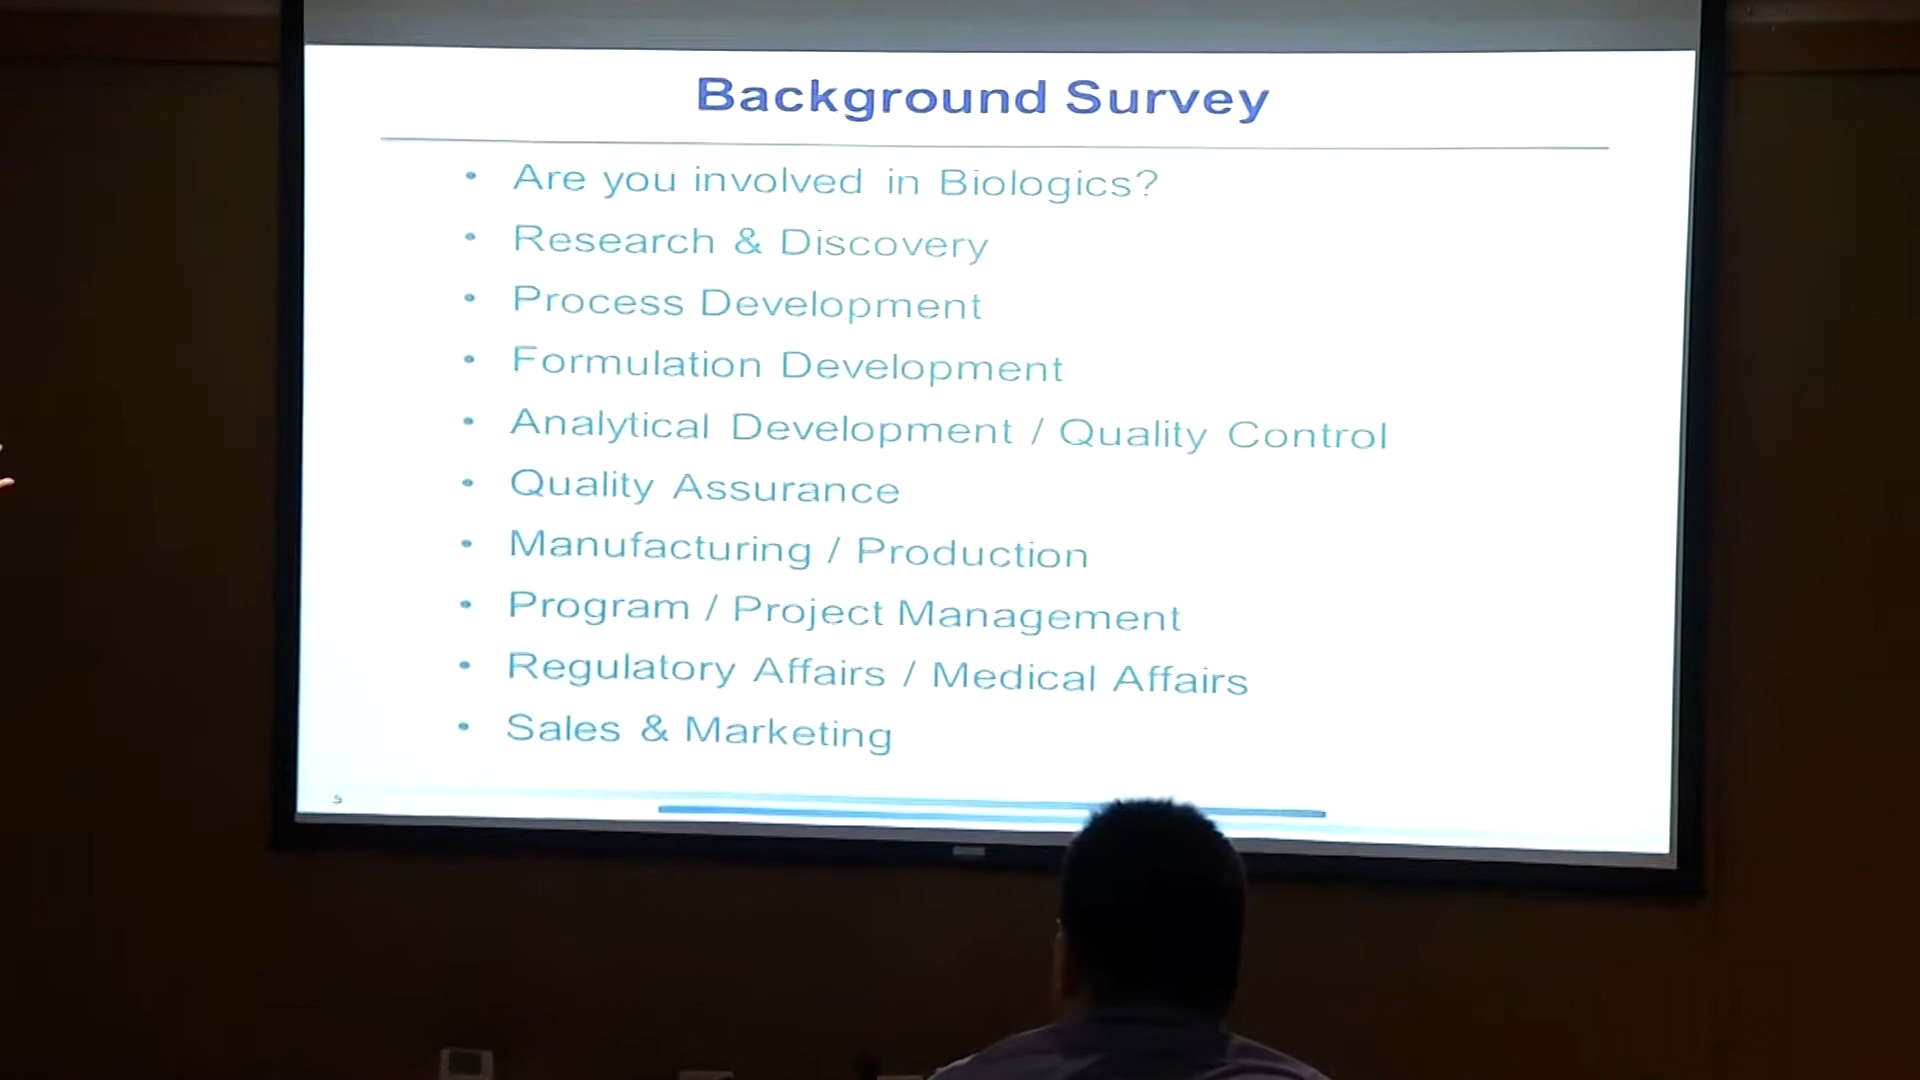 Background Survey
• Are you involved in Biologics?
• Research & Discovery
• Process Development
• Formulation Development
• Analytical Development / Quality Control
• Quality Assurance
• Manufacturing / Production
• Program / Project Management
• Regulatory Affairs / Medical Affairs
• Sales & Marketing
5